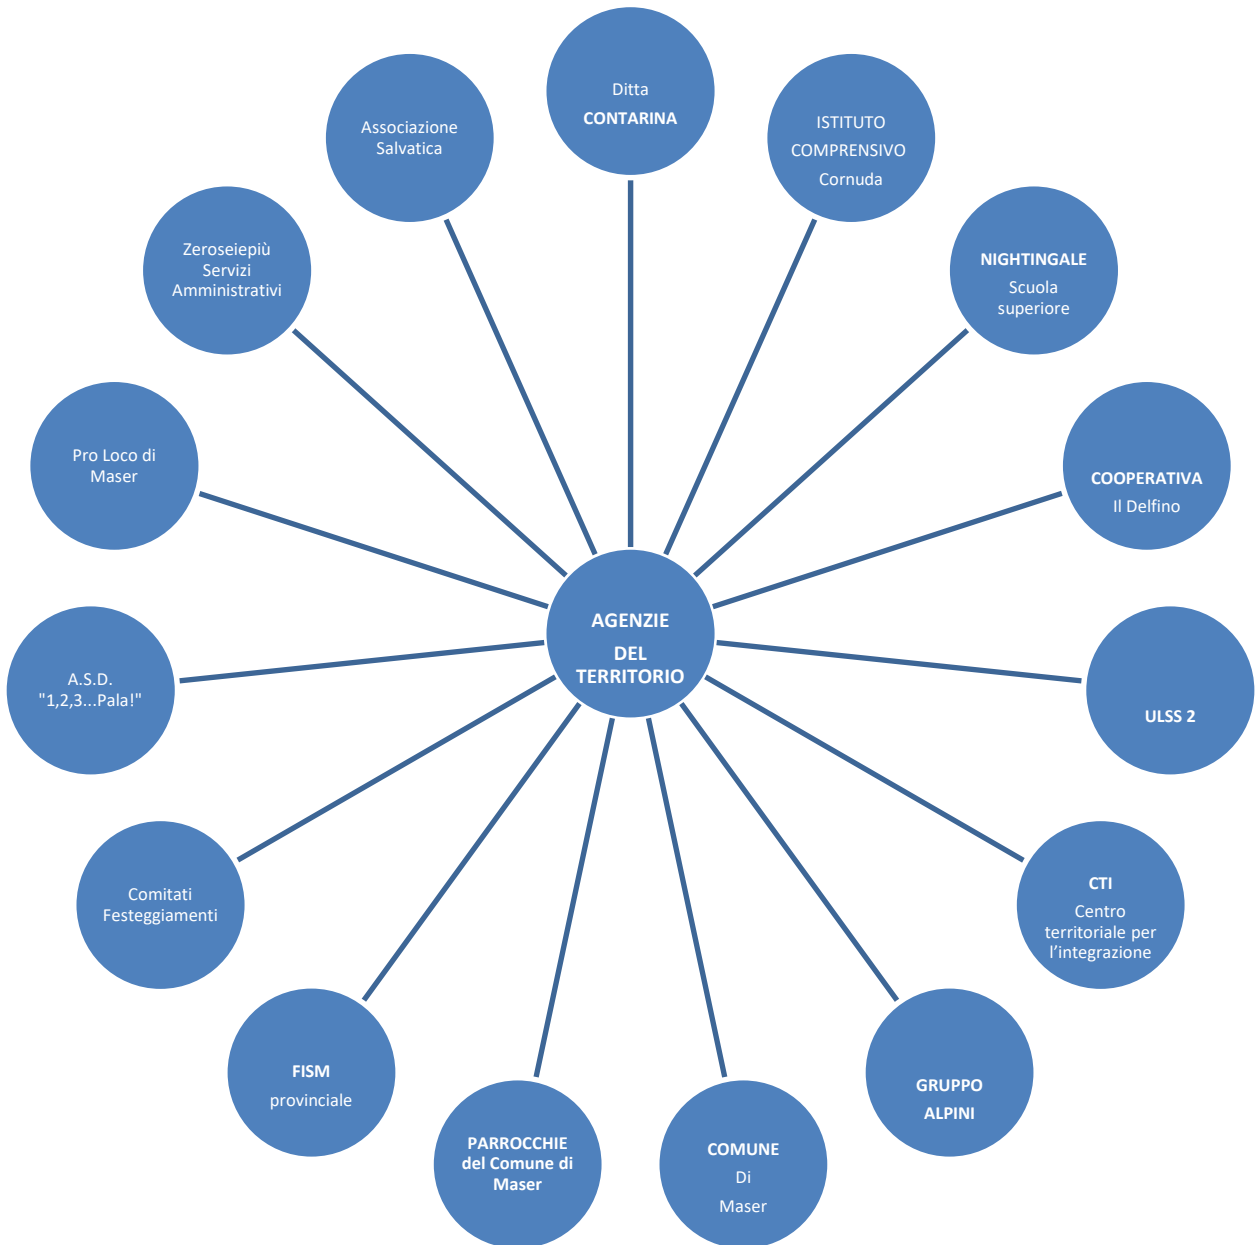 Ditta
CONTARINA
ISTITUTO
COMPRENSIVO
Cornuda
NIGHTINGALE
Scuola
superiore
COOPERATIVA
Il Delfino
ULSS 2
CTI
Centro
territoriale per
l’integrazione
GRUPPO
ALPINI
COMUNE
Di
Maser
PARROCCHIE
del Comune di
Maser
FISM
provinciale
Comitati
Festeggiamenti
A.S.D.
"1,2,3...Pala!"
Pro Loco di
Maser
Zeroseiepiù
Servizi
Amministrativi
Associazione
Salvatica
AGENZIE
DEL
TERRITORIO